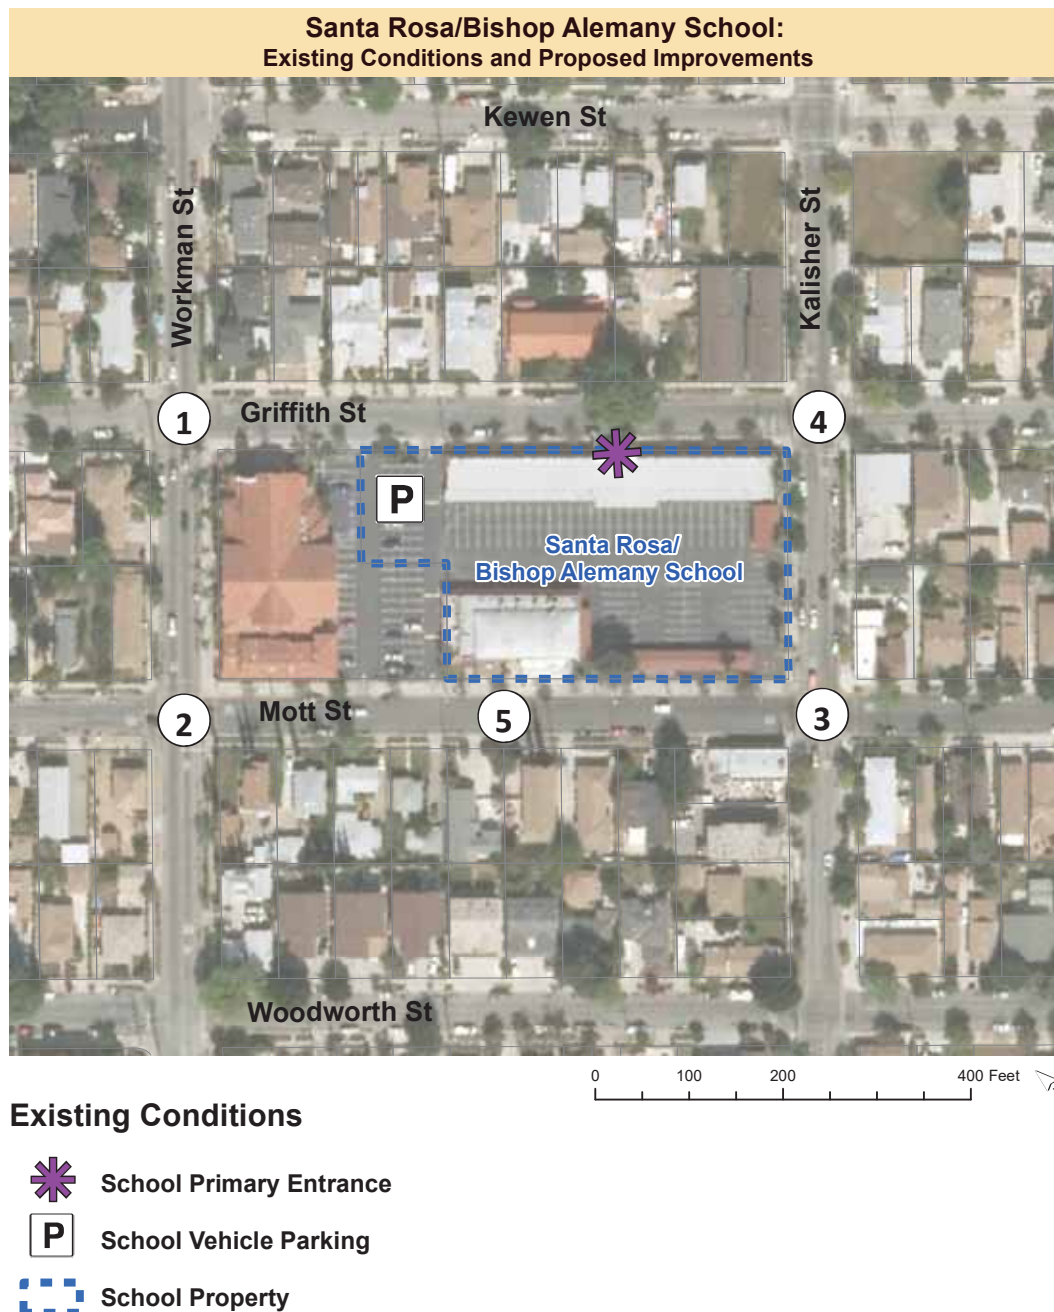 Santa Rosa/Bishop Alemany School:
Existing Conditions and Proposed Improvements
Kewen St
Workman St
Kalisher St
1
Griffith St
4
P
Santa Rosa/
Bishop Alemany School
2
Mott St
5
3
Woodworth St
0 100 200 400 Feet
Existing Conditions
School Primary Entrance
P School Vehicle Parking
School Property